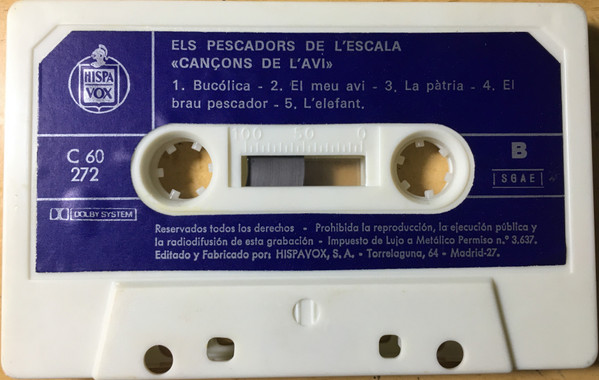 ELS PESCADORS DE L'ESCALA
«CANÇONS DE L'AVI»
1. Bucólica - 2. El meu avi - 3. La pàtria - 4. El
brau pescador - 5. L'elefant.
HISPA
VOX
C 60
272
100 50 0
B
SGAE
DOLBY SYSTEM
Reservados todos los derechos - Prohibida la reproducción, la ejecución pública y
la radiodifusión de esta grabación - Impuesto de Lujo a Metálico Permiso n.º 3.637.
Editado y Fabricado por: HISPAVOX, S. A. - Torrelaguna, 64 - Madrid-27.